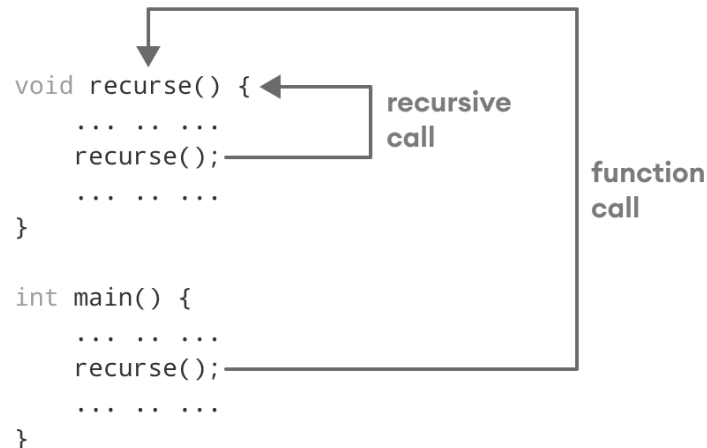 void recurse() {
... .. ...
recurse();
... .. ...
}
recursive
call
function
call
int main() {
... .. ...
recurse();
... .. ...
}